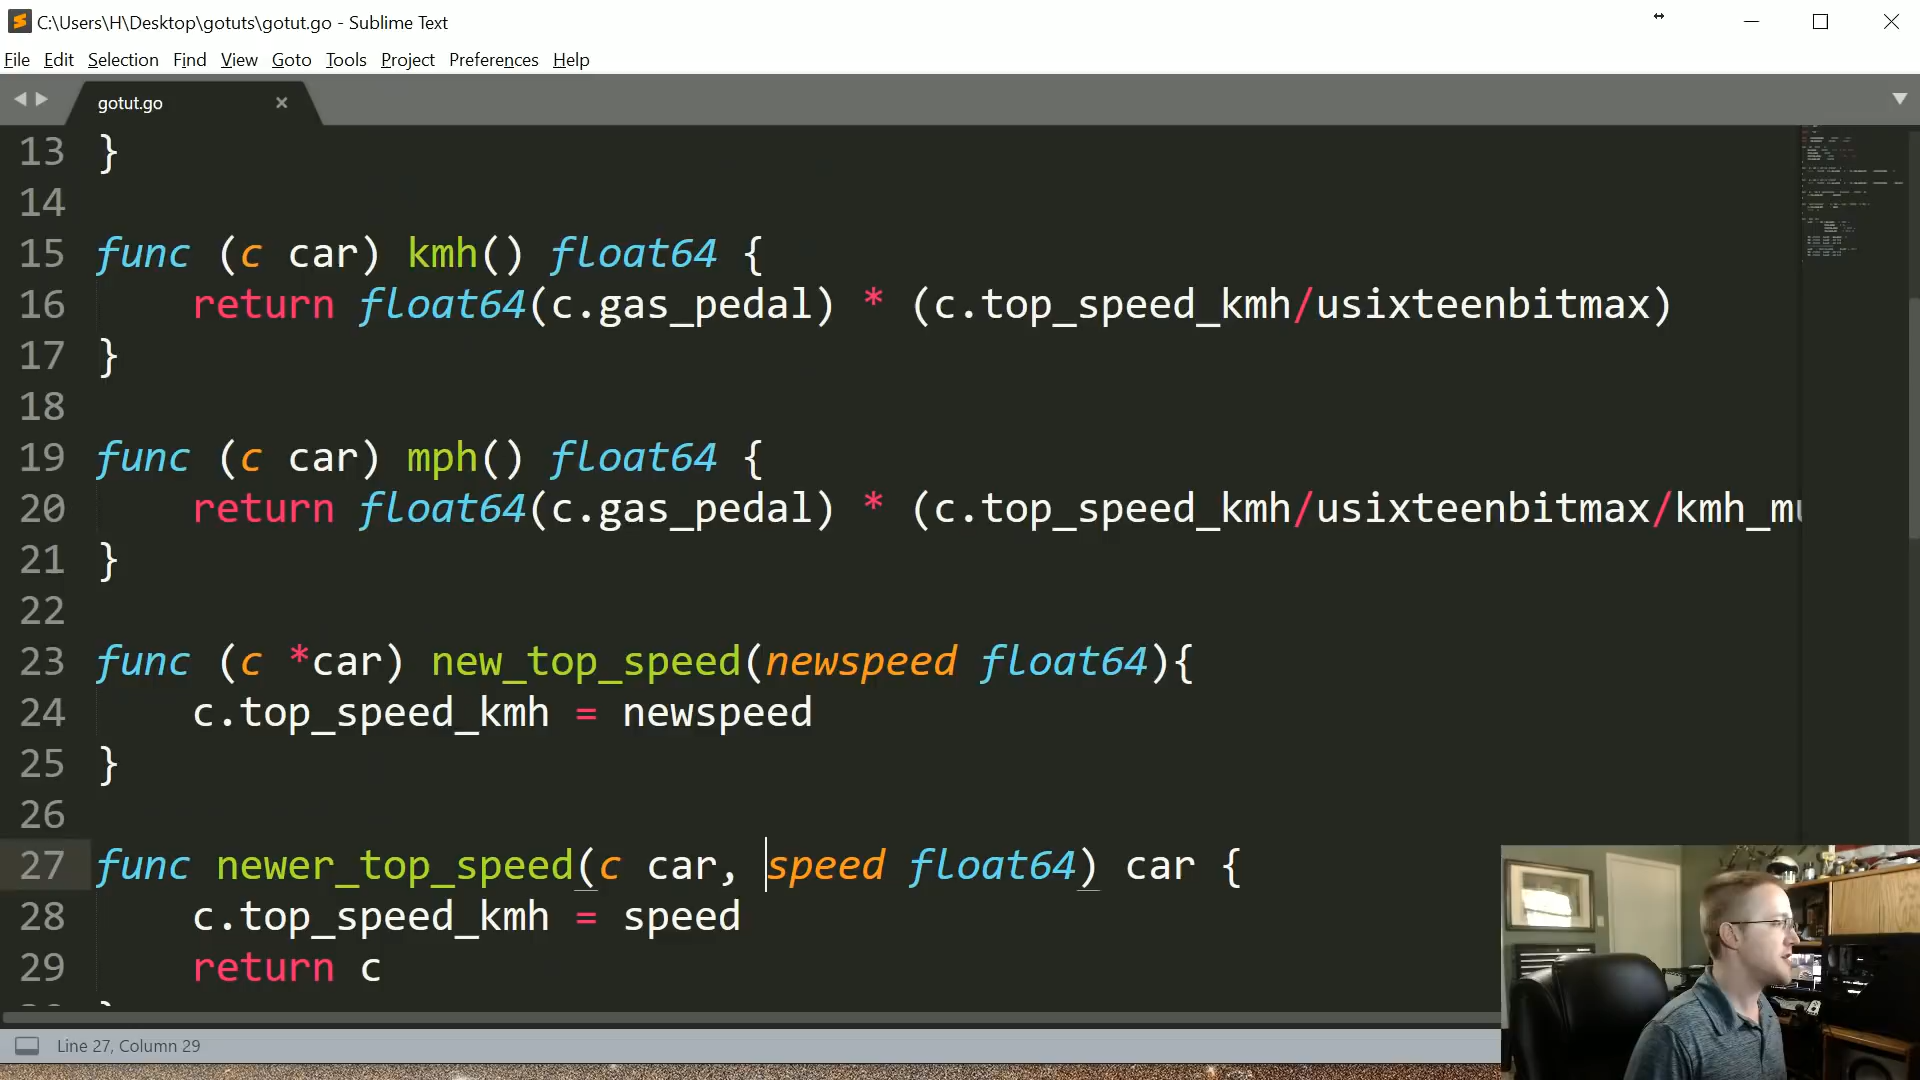 C:\Users\H\Desktop\gotuts\gotut.go - Sublime Text
File Edit Selection Find View Goto Tools Project Preferences Help
gotut.go
13 }
14
15 func (c car) kmh() float64 {
16 return float64(c.gas_pedal) * (c.top_speed_kmh/usixteenbitmax)
17 }
18
19 func (c car) mph() float64 {
20 return float64(c.gas_pedal) * (c.top_speed_kmh/usixteenbitmax/kmh_mu
21 }
22
23 func (c *car) new_top_speed(newspeed float64){
24 c.top_speed_kmh = newspeed
25 }
26
27 func newer_top_speed(c car, speed float64) car {
28 c.top_speed_kmh = speed
29 return c
Line 27, Column 29